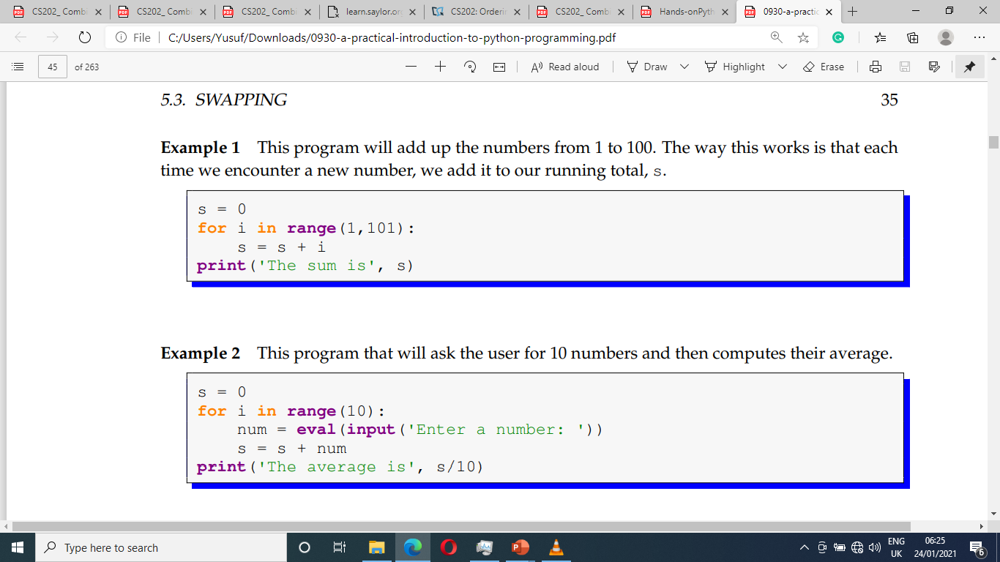 CS202_ Combi
CS202_ Combi
CS202_ Combi
learn.saylor.or
CS202: Orderi
CS202_ Combi
Hands-onPyth
0930-a-practic
File
C:/Users/Yusuf/Downloads/0930-a-practical-introduction-to-python-programming.pdf
45 of 263
Read aloud
Draw
Highlight
Erase
5.3. SWAPPING 35
Example 1 This program will add up the numbers from 1 to 100. The way this works is that each
time we encounter a new number, we add it to our running total, s.
s = 0
for i in range(1,101):
    s = s + i
print('The sum is', s)
Example 2 This program that will ask the user for 10 numbers and then computes their average.
s = 0
for i in range(10):
    num = eval(input('Enter a number: '))
    s = s + num
print('The average is', s/10)
Type here to search
ENG
UK
06:25
24/01/2021
6